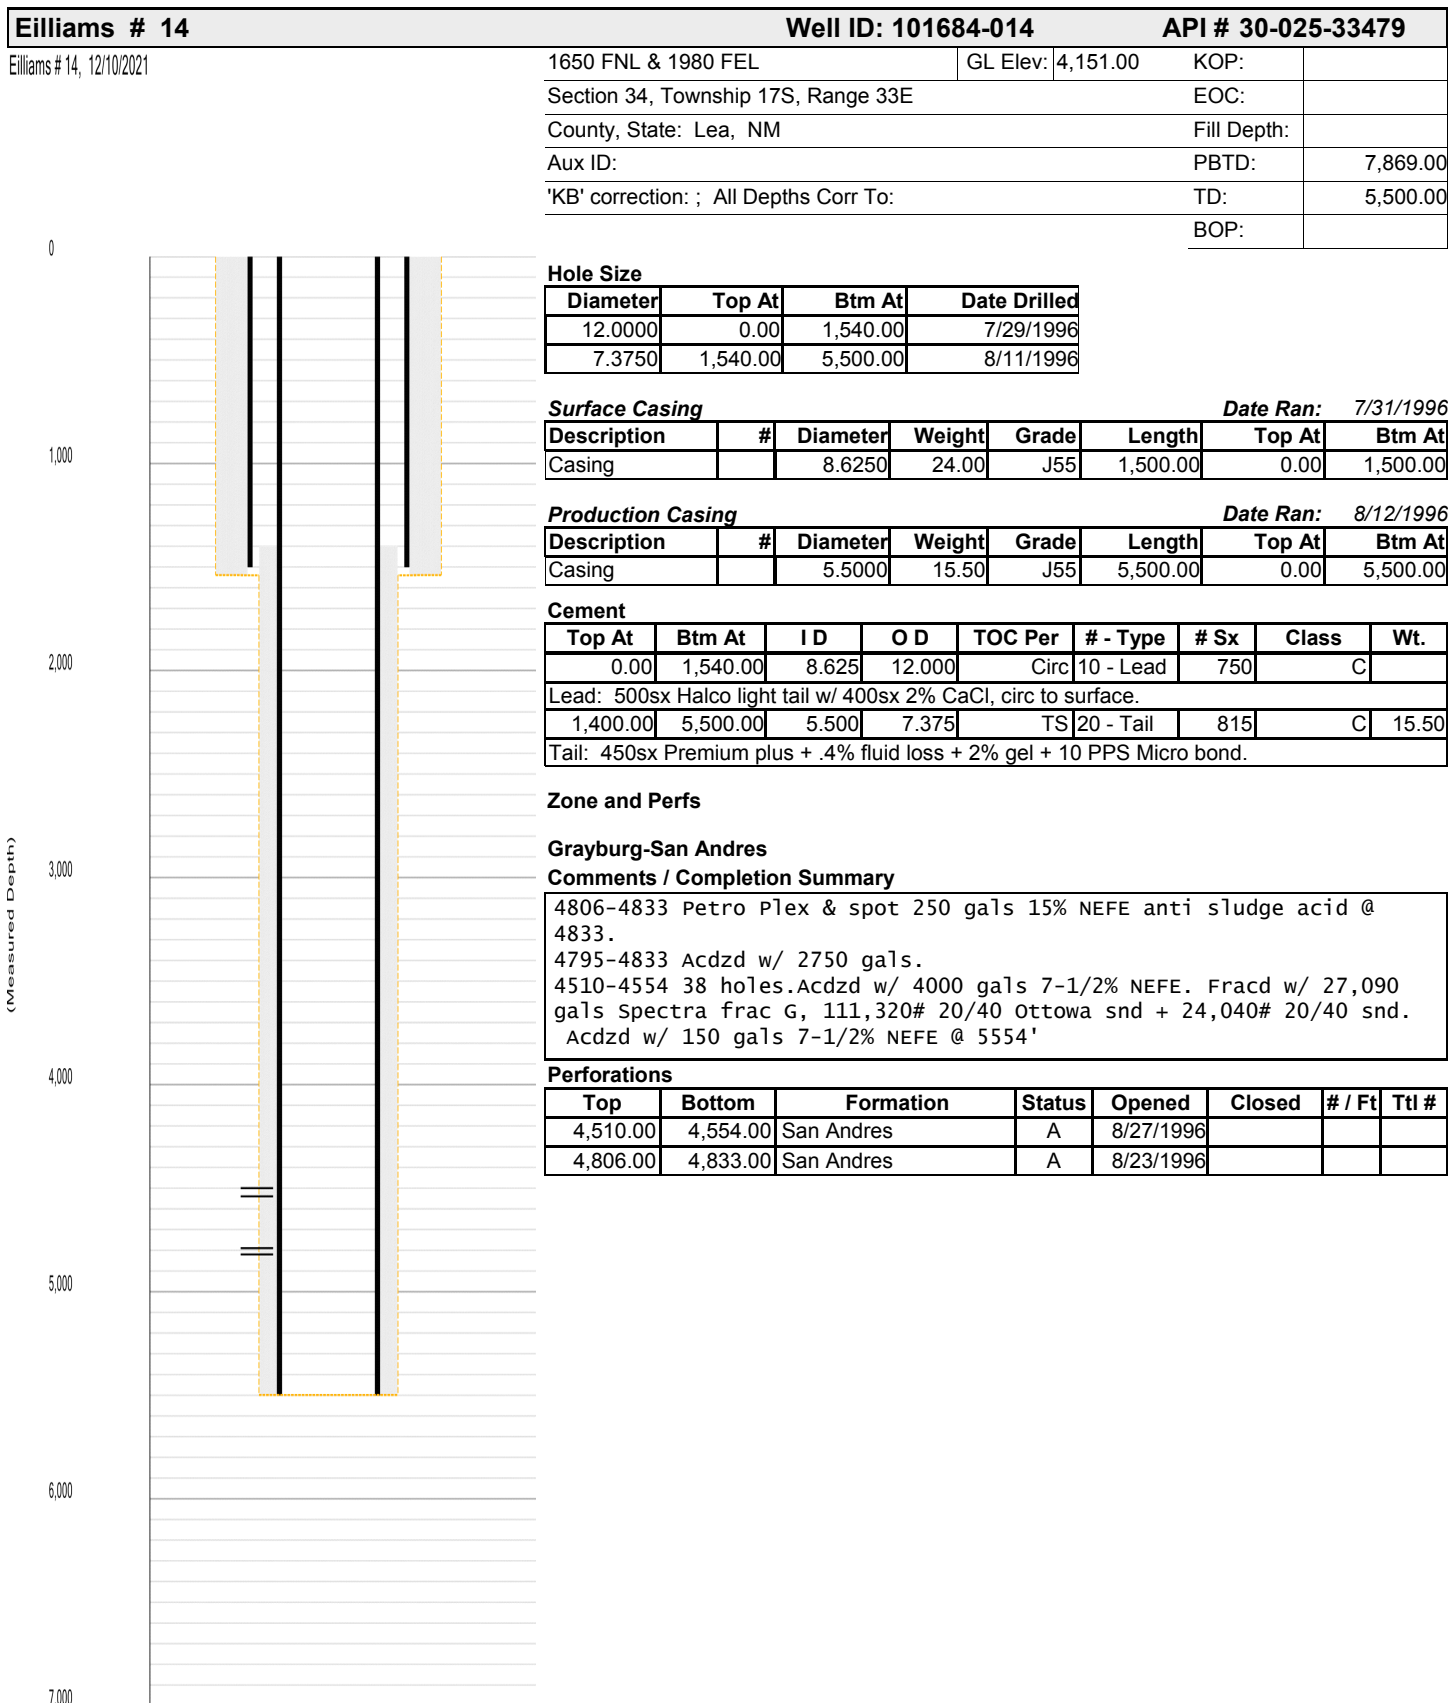 Eilliams # 14 Well ID: 101684-014 API # 30-025-33479
Eilliams # 14, 12/10/2021
1650 FNL & 1980 FEL GL Elev: 4,151.00 KOP:
Section 34, Township 17S, Range 33E EOC:
County, State: Lea, NM Fill Depth:
Aux ID: PBTD: 7,869.00
'KB' correction: ; All Depths Corr To: TD: 5,500.00
BOP:
0
1,000
2,000
3,000
4,000
5,000
6,000
7,000
(Measured Depth)
Hole Size
Diameter Top At Btm At Date Drilled
12.0000 0.00 1,540.00 7/29/1996
7.3750 1,540.00 5,500.00 8/11/1996
Surface Casing Date Ran: 7/31/1996
Description # Diameter Weight Grade Length Top At Btm At
Casing 8.6250 24.00 J55 1,500.00 0.00 1,500.00
Production Casing Date Ran: 8/12/1996
Description # Diameter Weight Grade Length Top At Btm At
Casing 5.5000 15.50 J55 5,500.00 0.00 5,500.00
Cement
Top At Btm At I D O D TOC Per # - Type # Sx Class Wt.
0.00 1,540.00 8.625 12.000 Circ 10 - Lead 750 C
Lead: 500sx Halco light tail w/ 400sx 2% CaCl, circ to surface.
1,400.00 5,500.00 5.500 7.375 TS 20 - Tail 815 C 15.50
Tail: 450sx Premium plus + .4% fluid loss + 2% gel + 10 PPS Micro bond.
Zone and Perfs
Grayburg-San Andres
Comments / Completion Summary
4806-4833 Petro Plex & spot 250 gals 15% NEFE anti sludge acid @
4833.
4795-4833 Acdzd w/ 2750 gals.
4510-4554 38 holes.Acdzd w/ 4000 gals 7-1/2% NEFE. Fracd w/ 27,090
gals Spectra frac G, 111,320# 20/40 Ottowa snd + 24,040# 20/40 snd.
Acdzd w/ 150 gals 7-1/2% NEFE @ 5554'
Perforations
Top Bottom Formation Status Opened Closed # / Ft Ttl #
4,510.00 4,554.00 San Andres A 8/27/1996
4,806.00 4,833.00 San Andres A 8/23/1996